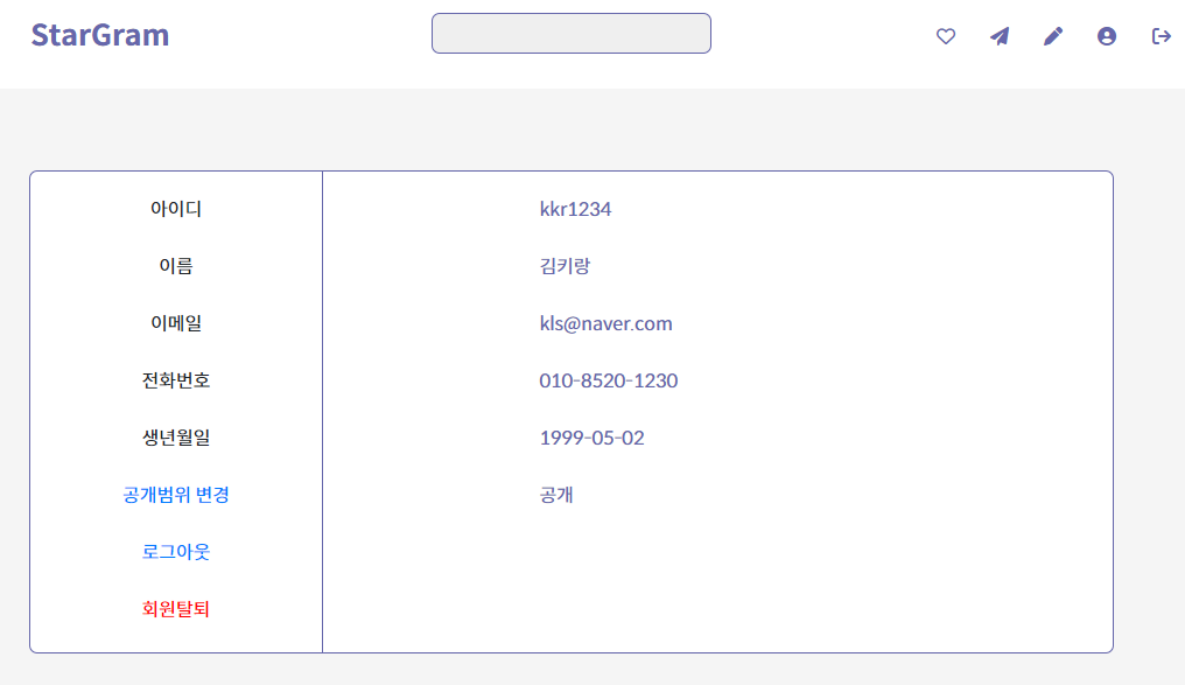 StarGram
아이디 kkr1234
이름 김키랑
이메일 kls@naver.com
전화번호 010-8520-1230
생년월일 1999-05-02
공개범위 변경 공개
로그아웃
회원탈퇴